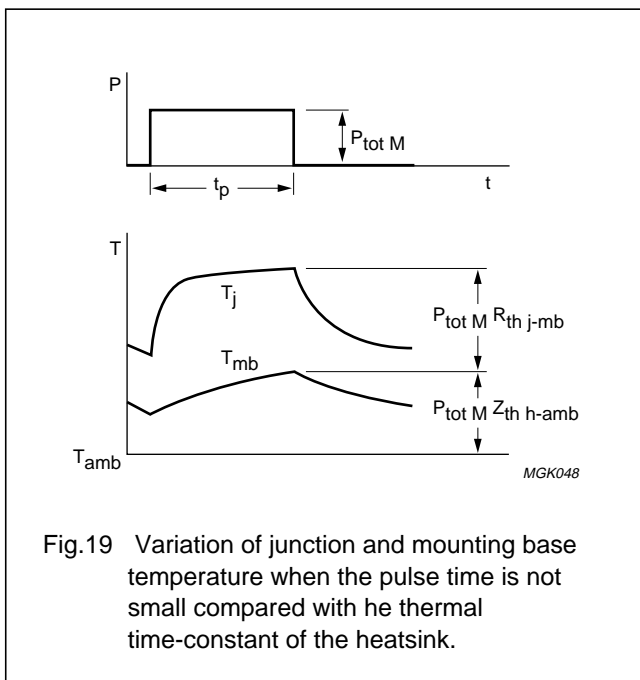 P
P_tot M
t_p
t
T
T_j
P_tot M R_th j-mb
T_mb
P_tot M Z_th h-amb
T_amb
MGK048
Fig.19 Variation of junction and mounting base
temperature when the pulse time is not
small compared with he thermal
time-constant of the heatsink.